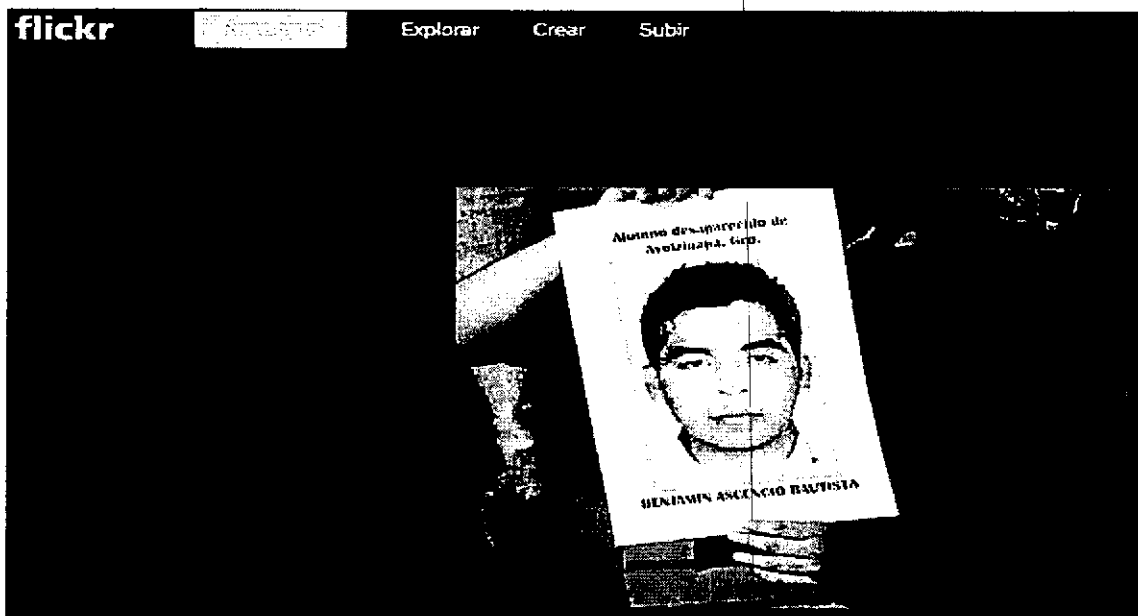 flickr
Explorar Crear Subir
Alumno desaparecido de
Ayotzinapa, Gro.
BENJAMIN ASCENCIO BAUTISTA